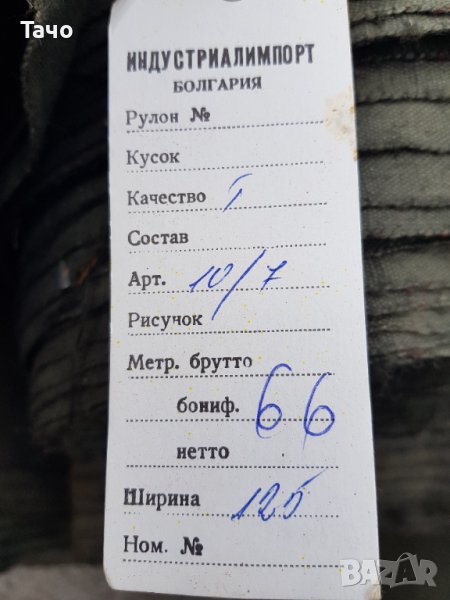 Тачо
ИНДУСТРИАЛИМПОРТ
БОЛГАРИЯ
Рулон №
Кусок
Качество I
Состав
Арт. 10/7
Рисучок
Метр. брутто
бониф. 66
нетто
Ширина 125
Ном. №
BAZAR